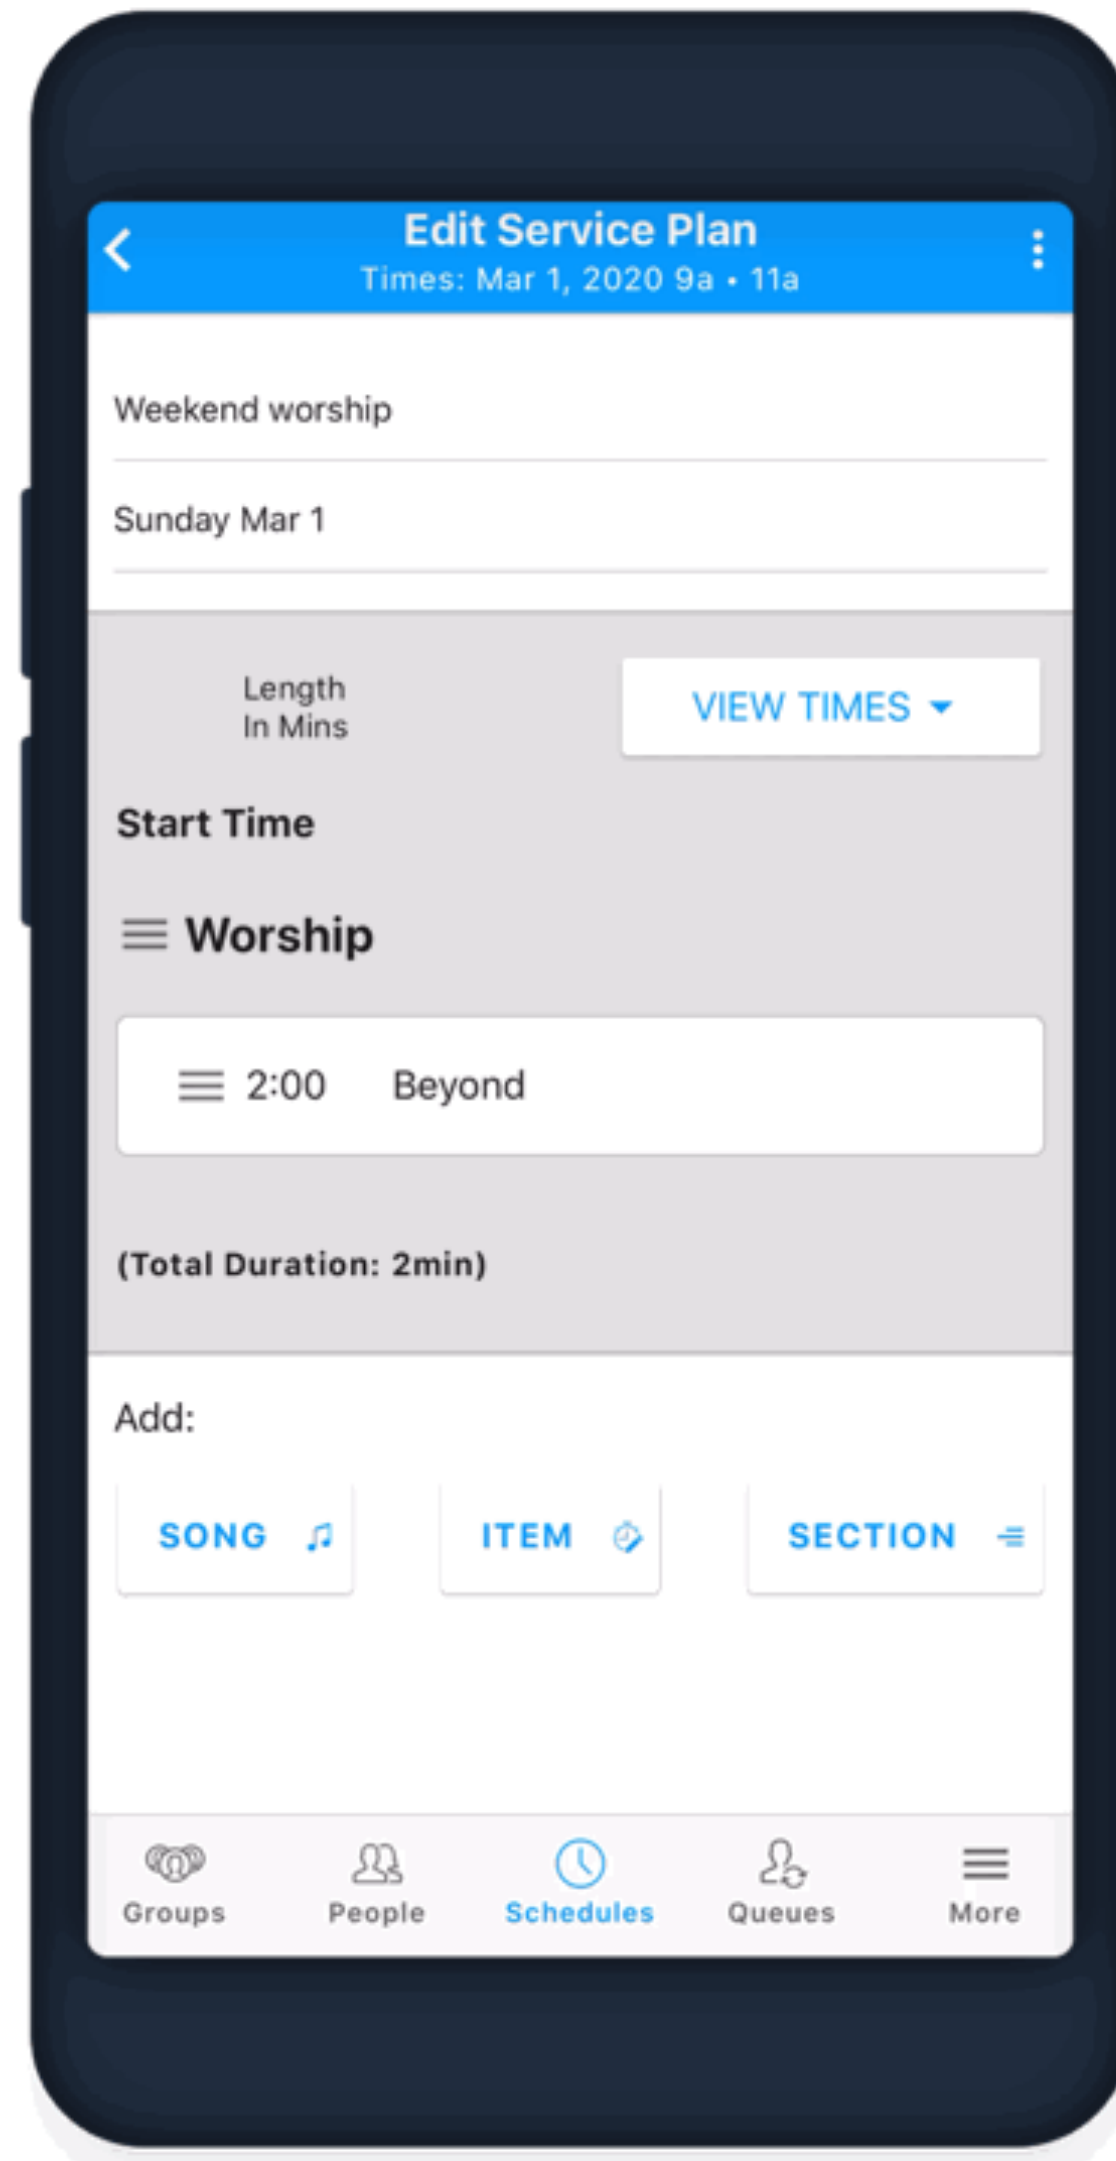 Edit Service Plan
Times: Mar 1, 2020 9a • 11a
Weekend worship
Sunday Mar 1
Length
In Mins
VIEW TIMES
Start Time
Worship
2:00 Beyond
(Total Duration: 2min)
Add:
SONG ITEM SECTION
Groups People Schedules Queues More